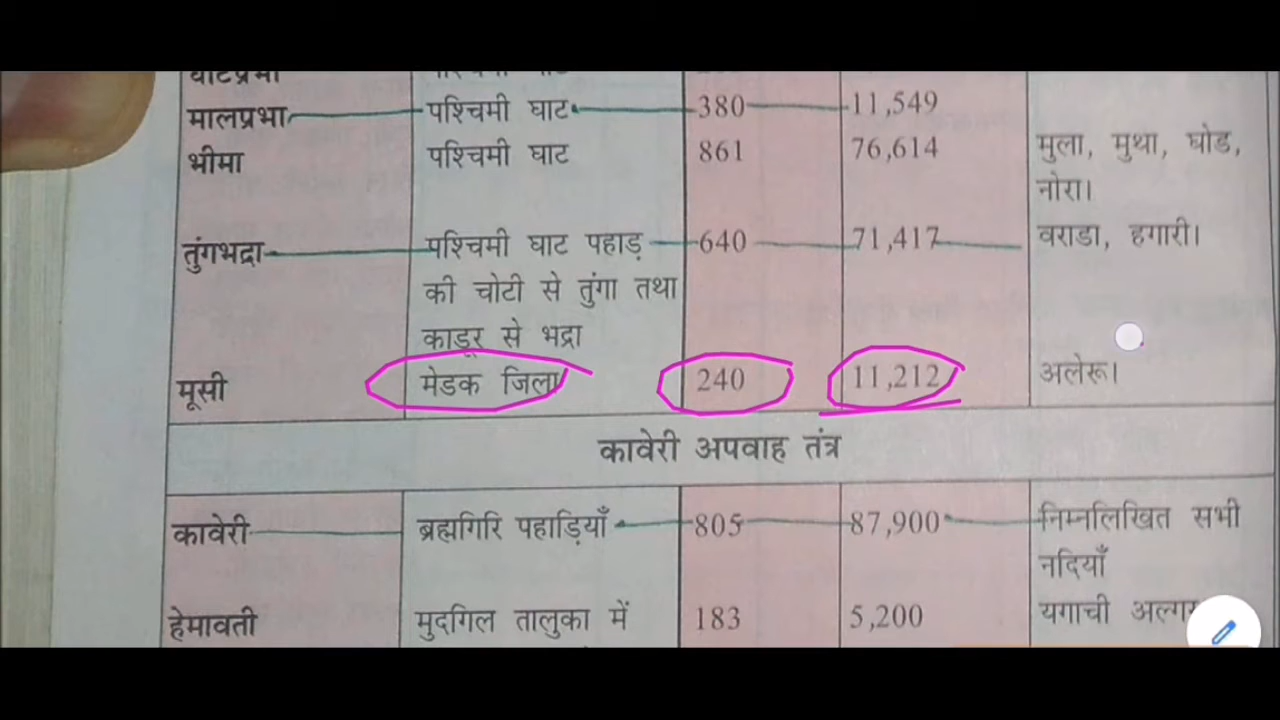 मालप्रभा पश्चिमी घाट 380 11,549
भीमा पश्चिमी घाट 861 76,614 मुला, मुथा, घोड,
नोरा।
तुंगभद्रा पश्चिमी घाट पहाड़ 640 71,417 वराडा, हगारी।
की चोटी से तुंगा तथा
काडूर से भद्रा
मूसी मेडक जिला 240 11,212 अलेरू।
कावेरी अपवाह तंत्र
कावेरी ब्रह्मगिरि पहाड़ियाँ 805 87,900 निम्नलिखित सभी
नदियाँ
हेमावती मुदगिल तालुका में 183 5,200 यगाची